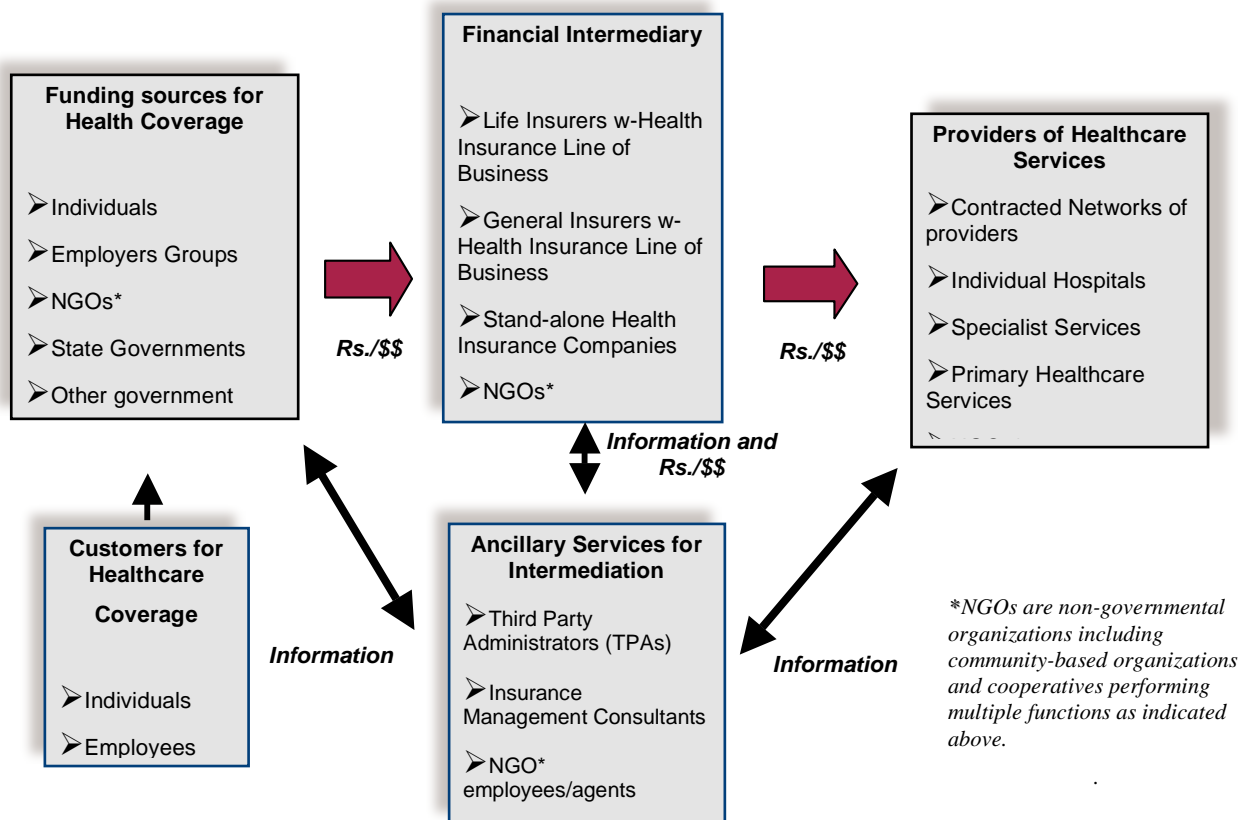 Funding sources for
Health Coverage
➢Individuals
➢Employers Groups
➢NGOs*
➢State Governments
➢Other government
Rs./$$
Financial Intermediary
➢Life Insurers w-Health
Insurance Line of
Business
➢General Insurers w-
Health Insurance Line of
Business
➢Stand-alone Health
Insurance Companies
➢NGOs*
Rs./$$
Providers of Healthcare
Services
➢Contracted Networks of
providers
➢Individual Hospitals
➢Specialist Services
➢Primary Healthcare
Services
Information and
Rs./$$
Customers for
Healthcare
Coverage
➢Individuals
➢Employees
Information
Ancillary Services for
Intermediation
➢Third Party
Administrators (TPAs)
➢Insurance
Management Consultants
➢NGO*
employees/agents
Information
*NGOs are non-governmental
organizations including
community-based organizations
and cooperatives performing
multiple functions as indicated
above.
.